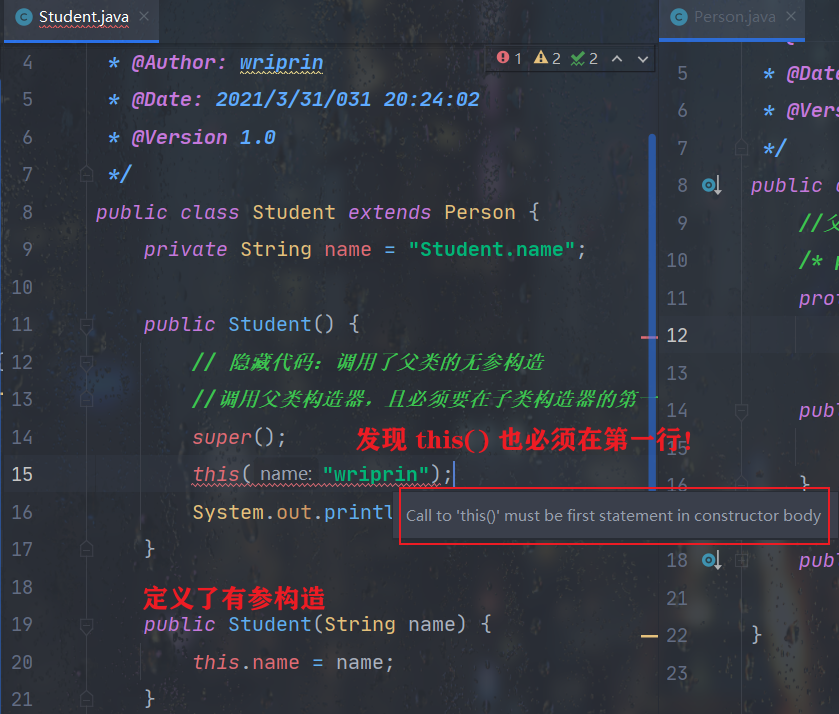 Student.java
Person.java
4 * @Author: wriprin
1 2 2
5 * @Date: 2021/3/31/031 20:24:02
6 * @Version 1.0
7 */
8 public class Student extends Person {
9 private String name = "Student.name";
10
11 public Student() {
12 // 隐藏代码：调用了父类的无参构造
13 //调用父类构造器，且必须要在子类构造器的第一
14 super();
发现 this() 也必须在第一行!
15 this( name: "wriprin");
16 System.out.printl
Call to 'this()' must be first statement in constructor body
17 }
18
定义了有参构造
19 public Student(String name) {
20 this.name = name;
21 }
5 * @Dat
6 * @Vers
7 */
8 public
9 //父
10 /*
11 pro
12
13
14 publ
15
16 }
18 publ
21
22 }
23